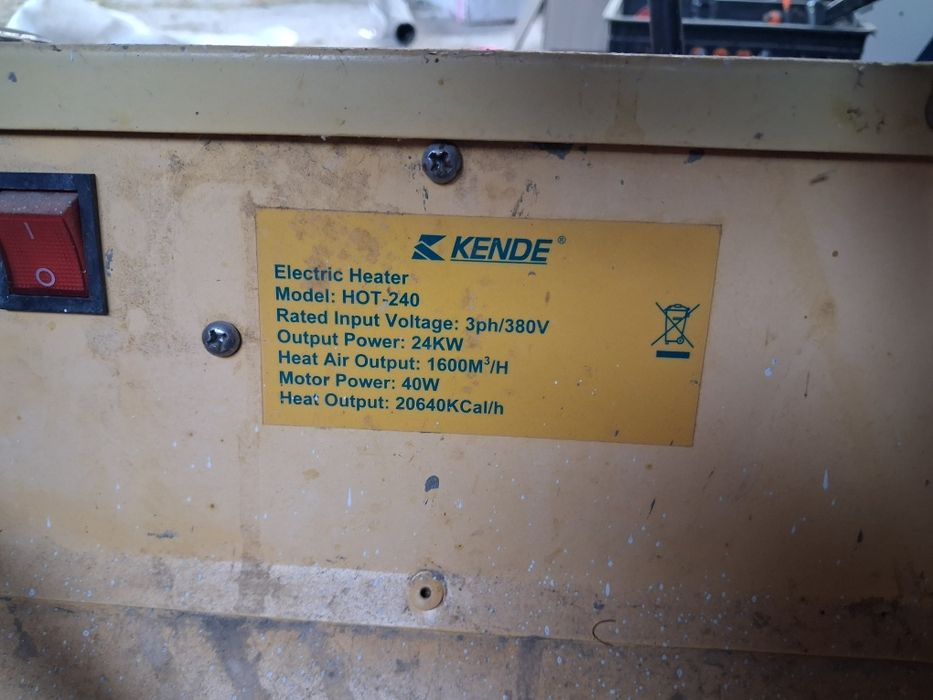 KENDE®
Electric Heater
Model: HOT-240
Rated Input Voltage: 3ph/380V
Output Power: 24KW
Heat Air Output: 1600M³/H
Motor Power: 40W
Heat Output: 20640KCal/h
I
O